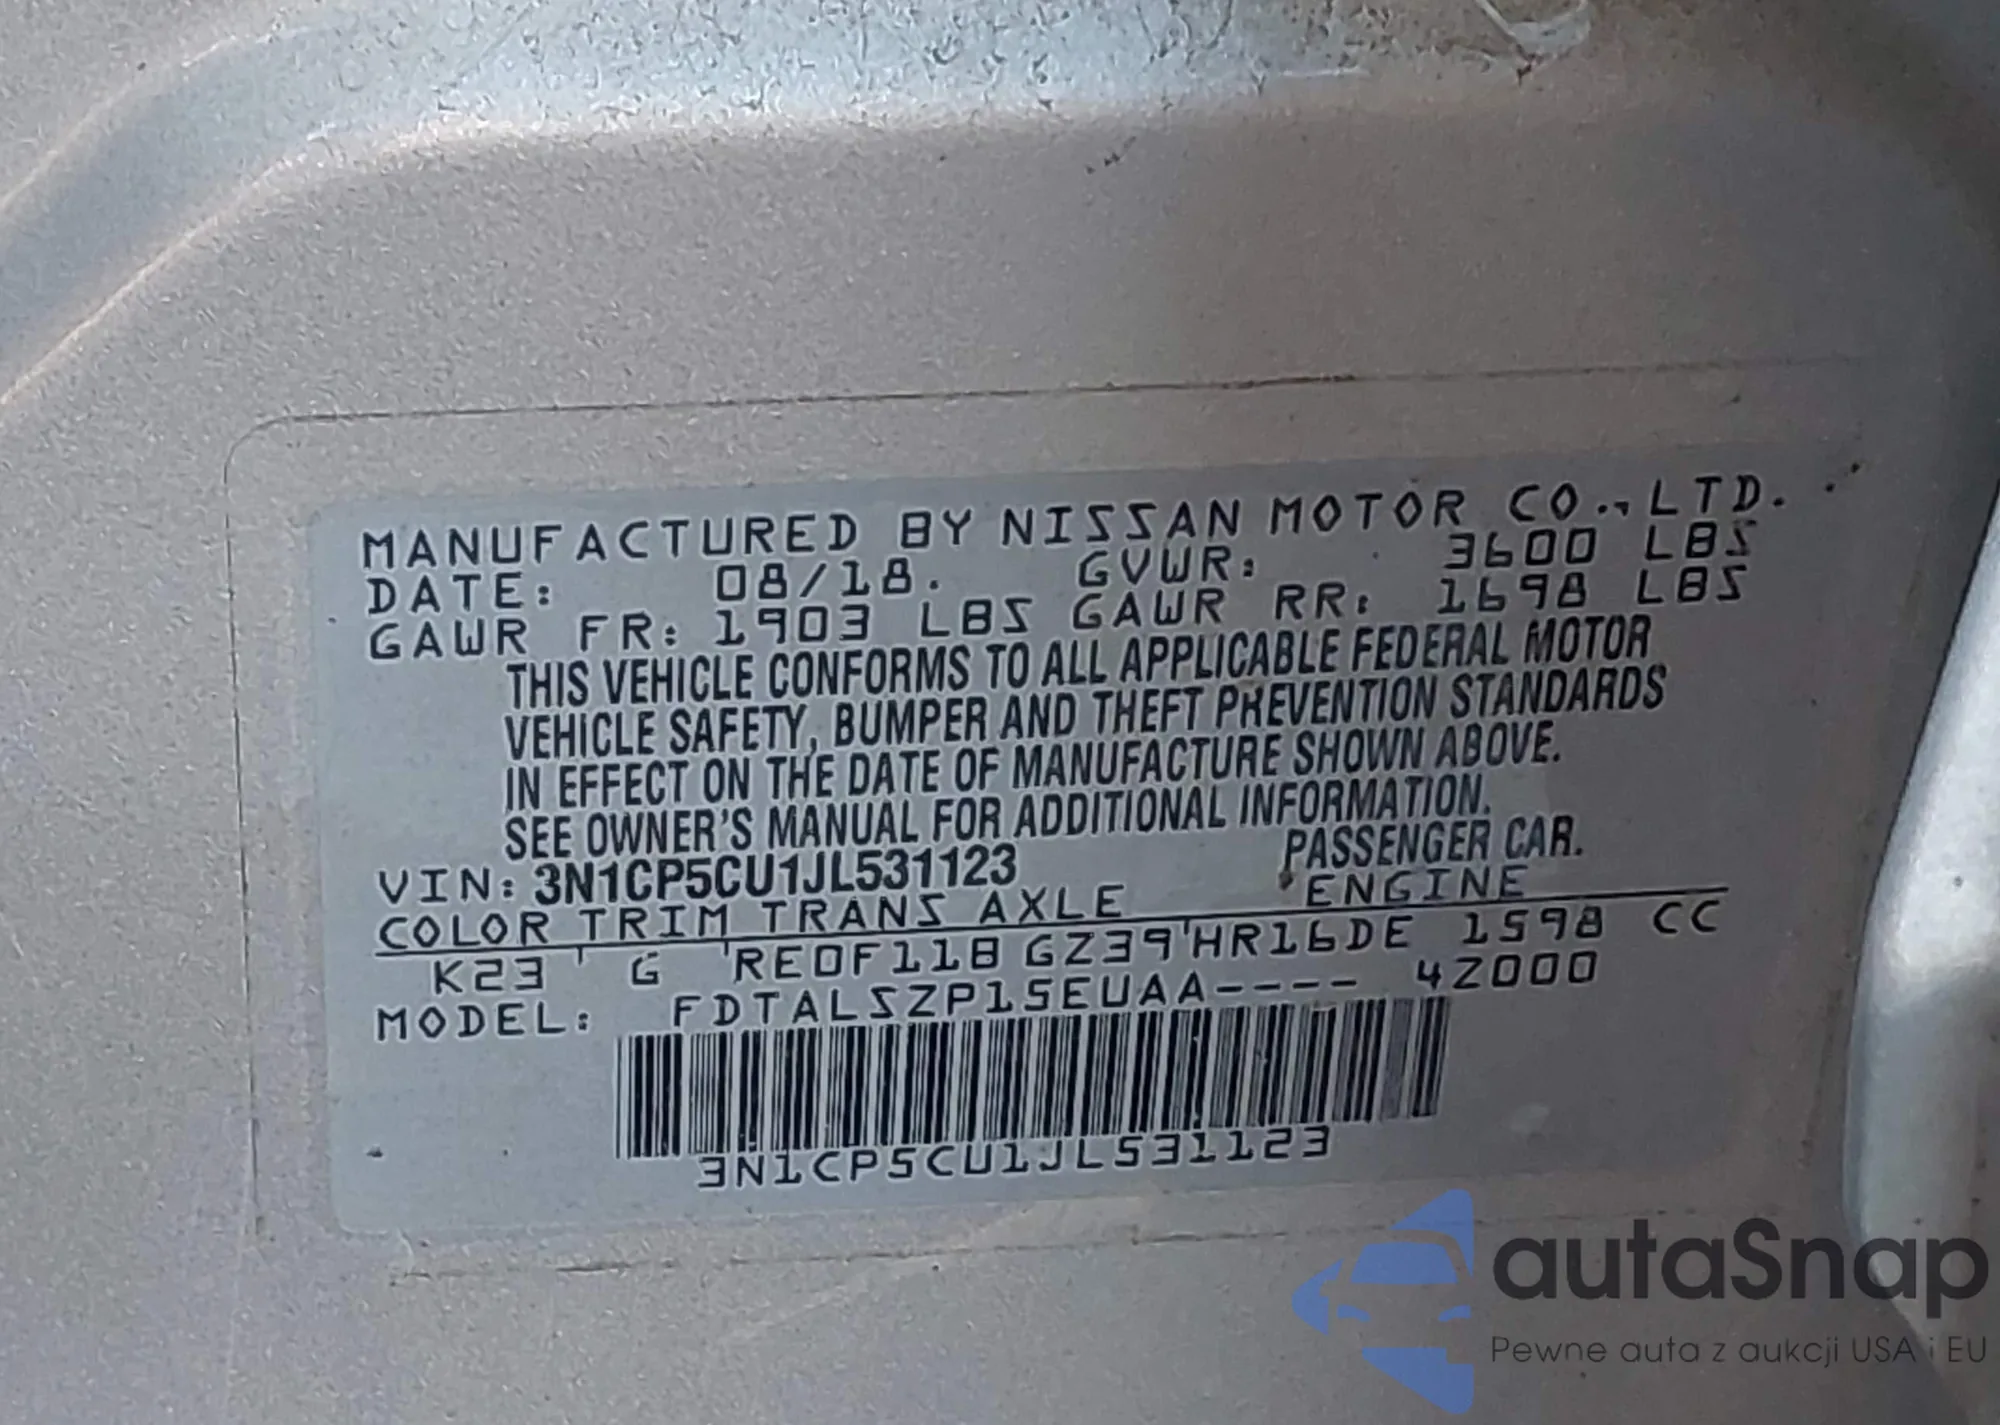 MANUFACTURED BY NISSAN MOTOR CO., LTD.
DATE: 08/18. GVWR: 3600 LBS
GAWR FR: 1903 LBS GAWR RR: 1698 LBS
THIS VEHICLE CONFORMS TO ALL APPLICABLE FEDERAL MOTOR
VEHICLE SAFETY, BUMPER AND THEFT PREVENTION STANDARDS
IN EFFECT ON THE DATE OF MANUFACTURE SHOWN ABOVE.
SEE OWNER'S MANUAL FOR ADDITIONAL INFORMATION.
VIN: 3N1CP5CU1JL531123 PASSENGER CAR.
COLOR TRIM TRANS AXLE ENGINE
K23 G RE0F11B GZ39 HR16DE 1598 CC
MODEL: FDTALSZP15EUAA---- 4Z000
3N1CP5CU1JL531123
autaSnap
Pewne auta z aukcji USA i EU